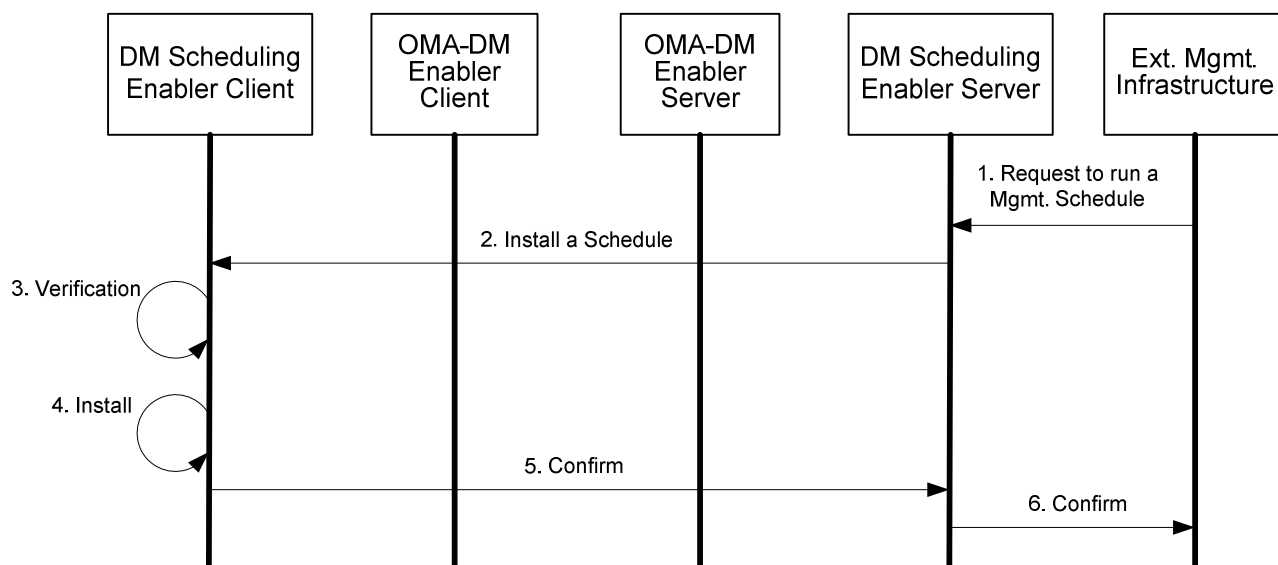 DM Scheduling
Enabler Client
OMA-DM
Enabler
Client
OMA-DM
Enabler
Server
DM Scheduling
Enabler Server
Ext. Mgmt.
Infrastructure
1. Request to run a
Mgmt. Schedule
2. Install a Schedule
3. Verification
4. Install
5. Confirm
6. Confirm